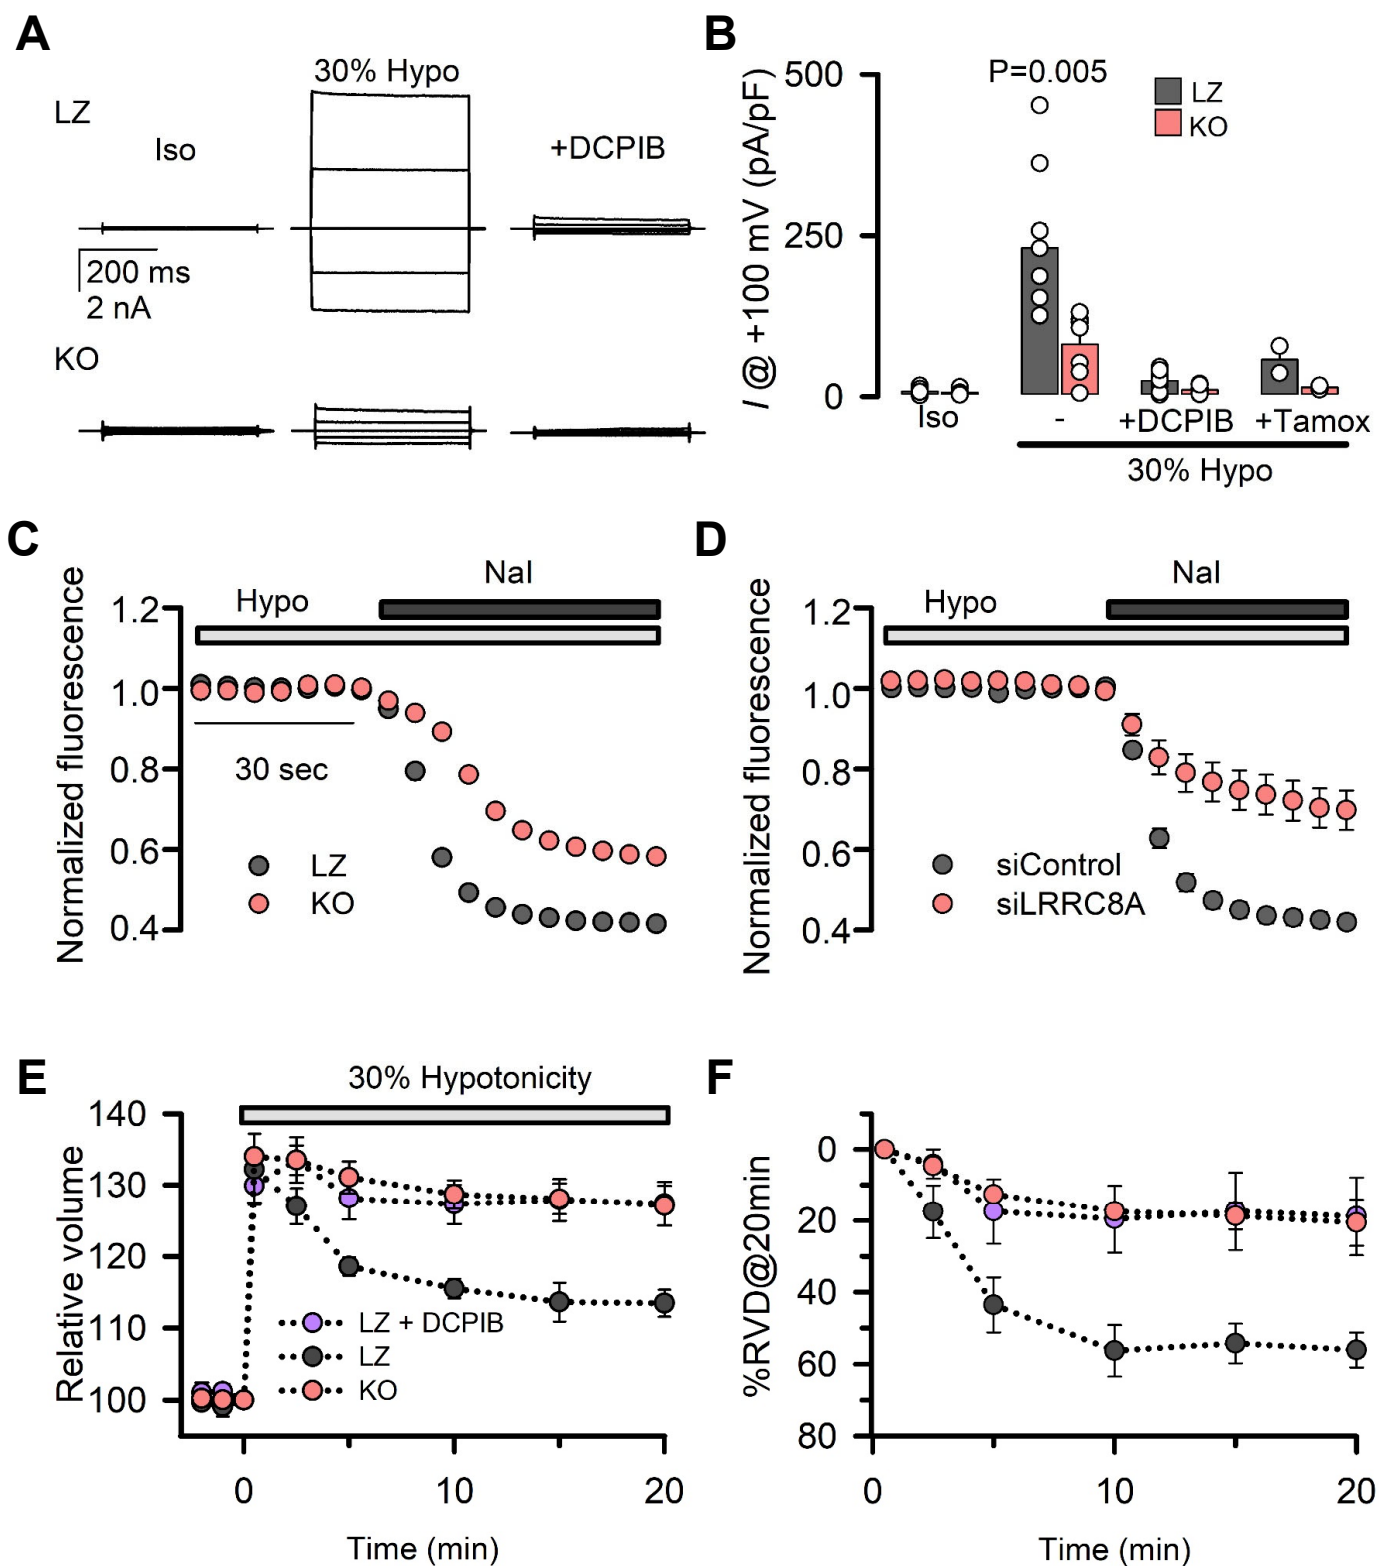 A
30% Hypo
LZ
Iso
+DCPIB
200 ms
2 nA
KO
B
I @ +100 mV (pA/pF)
500
250
0
P=0.005
LZ
KO
Iso
-
+DCPIB
+Tamox
30% Hypo
C
Normalized fluorescence
NaI
Hypo
1.2
1.0
0.8
0.6
0.4
30 sec
LZ
KO
D
Normalized fluorescence
NaI
Hypo
1.2
1.0
0.8
0.6
0.4
siControl
siLRRC8A
E
30% Hypotonicity
Relative volume
140
130
120
110
100
LZ + DCPIB
LZ
KO
0
10
20
Time (min)
F
%RVD@20min
0
20
40
60
80
0
10
20
Time (min)